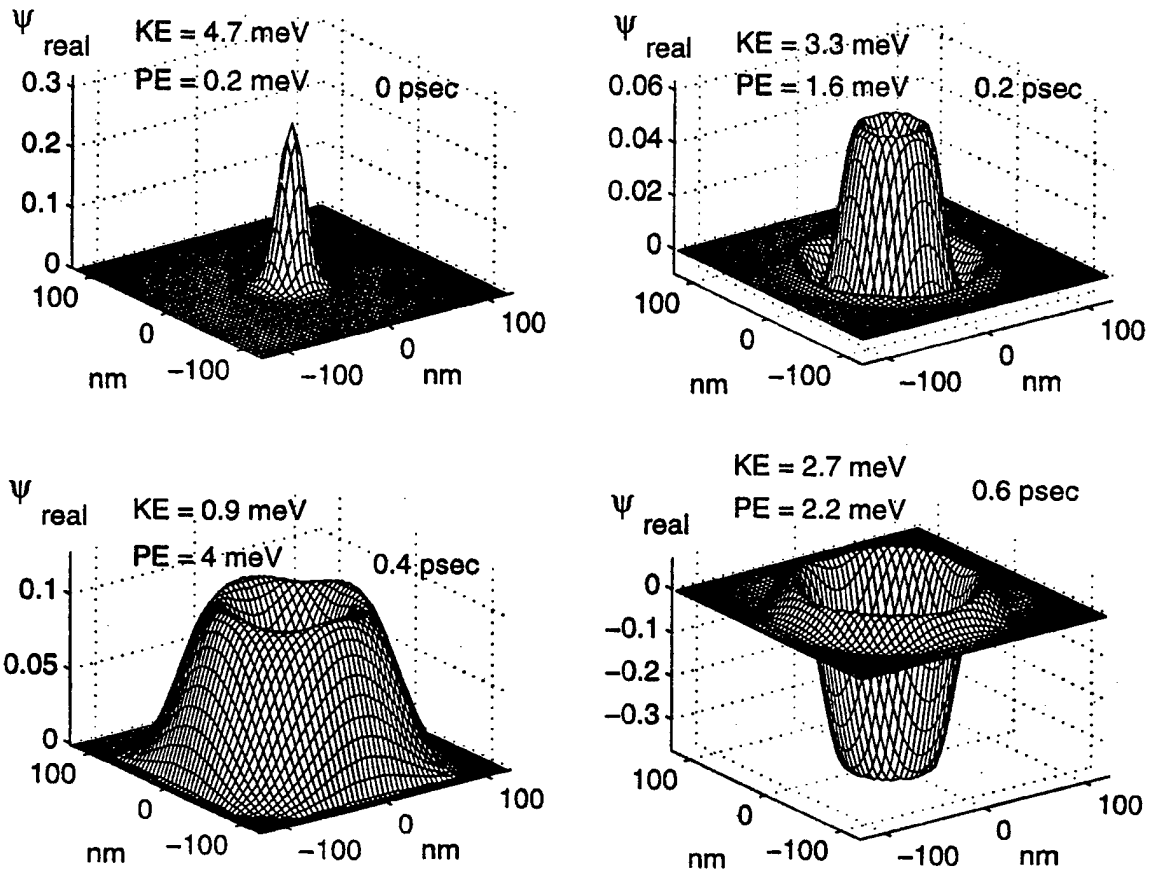 Ψ real
KE = 4.7 meV
PE = 0.2 meV
0 psec
0.3
0.2
0.1
0
100
0
−100
nm
−100
0
100
nm
Ψ real
KE = 3.3 meV
PE = 1.6 meV
0.2 psec
0.06
0.04
0.02
0
100
0
−100
nm
−100
0
100
nm
Ψ real
KE = 0.9 meV
PE = 4 meV
0.4 psec
0.1
0.05
0
100
0
−100
nm
−100
0
100
nm
Ψ real
KE = 2.7 meV
PE = 2.2 meV
0.6 psec
0
−0.1
−0.2
−0.3
100
0
−100
nm
−100
0
100
nm